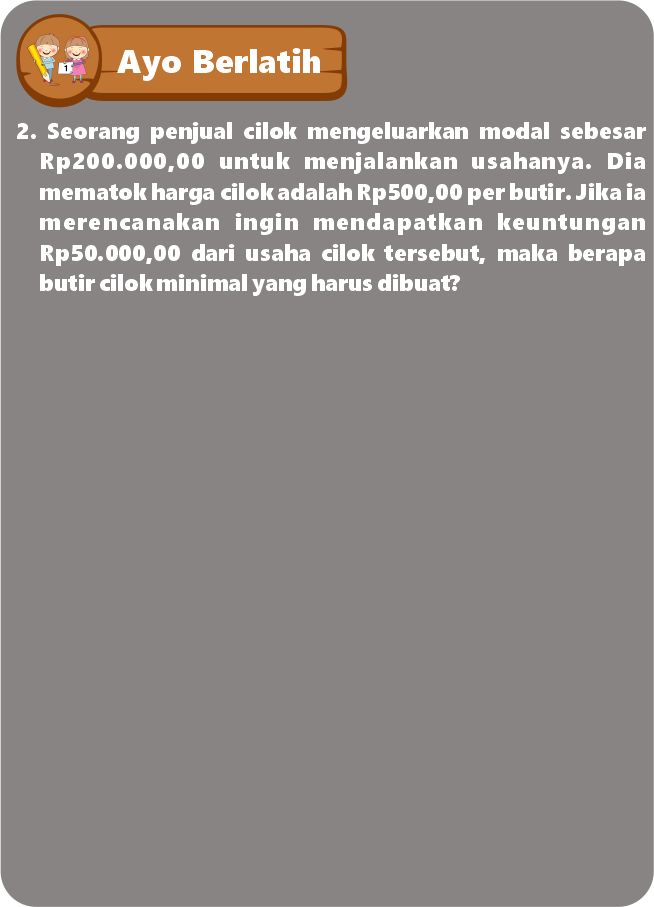 1
Ayo Berlatih
2. Seorang penjual cilok mengeluarkan modal sebesar
Rp200.000,00 untuk menjalankan usahanya. Dia
mematok harga cilok adalah Rp500,00 per butir. Jika ia
merencanakan ingin mendapatkan keuntungan
Rp50.000,00 dari usaha cilok tersebut, maka berapa
butir cilok minimal yang harus dibuat?